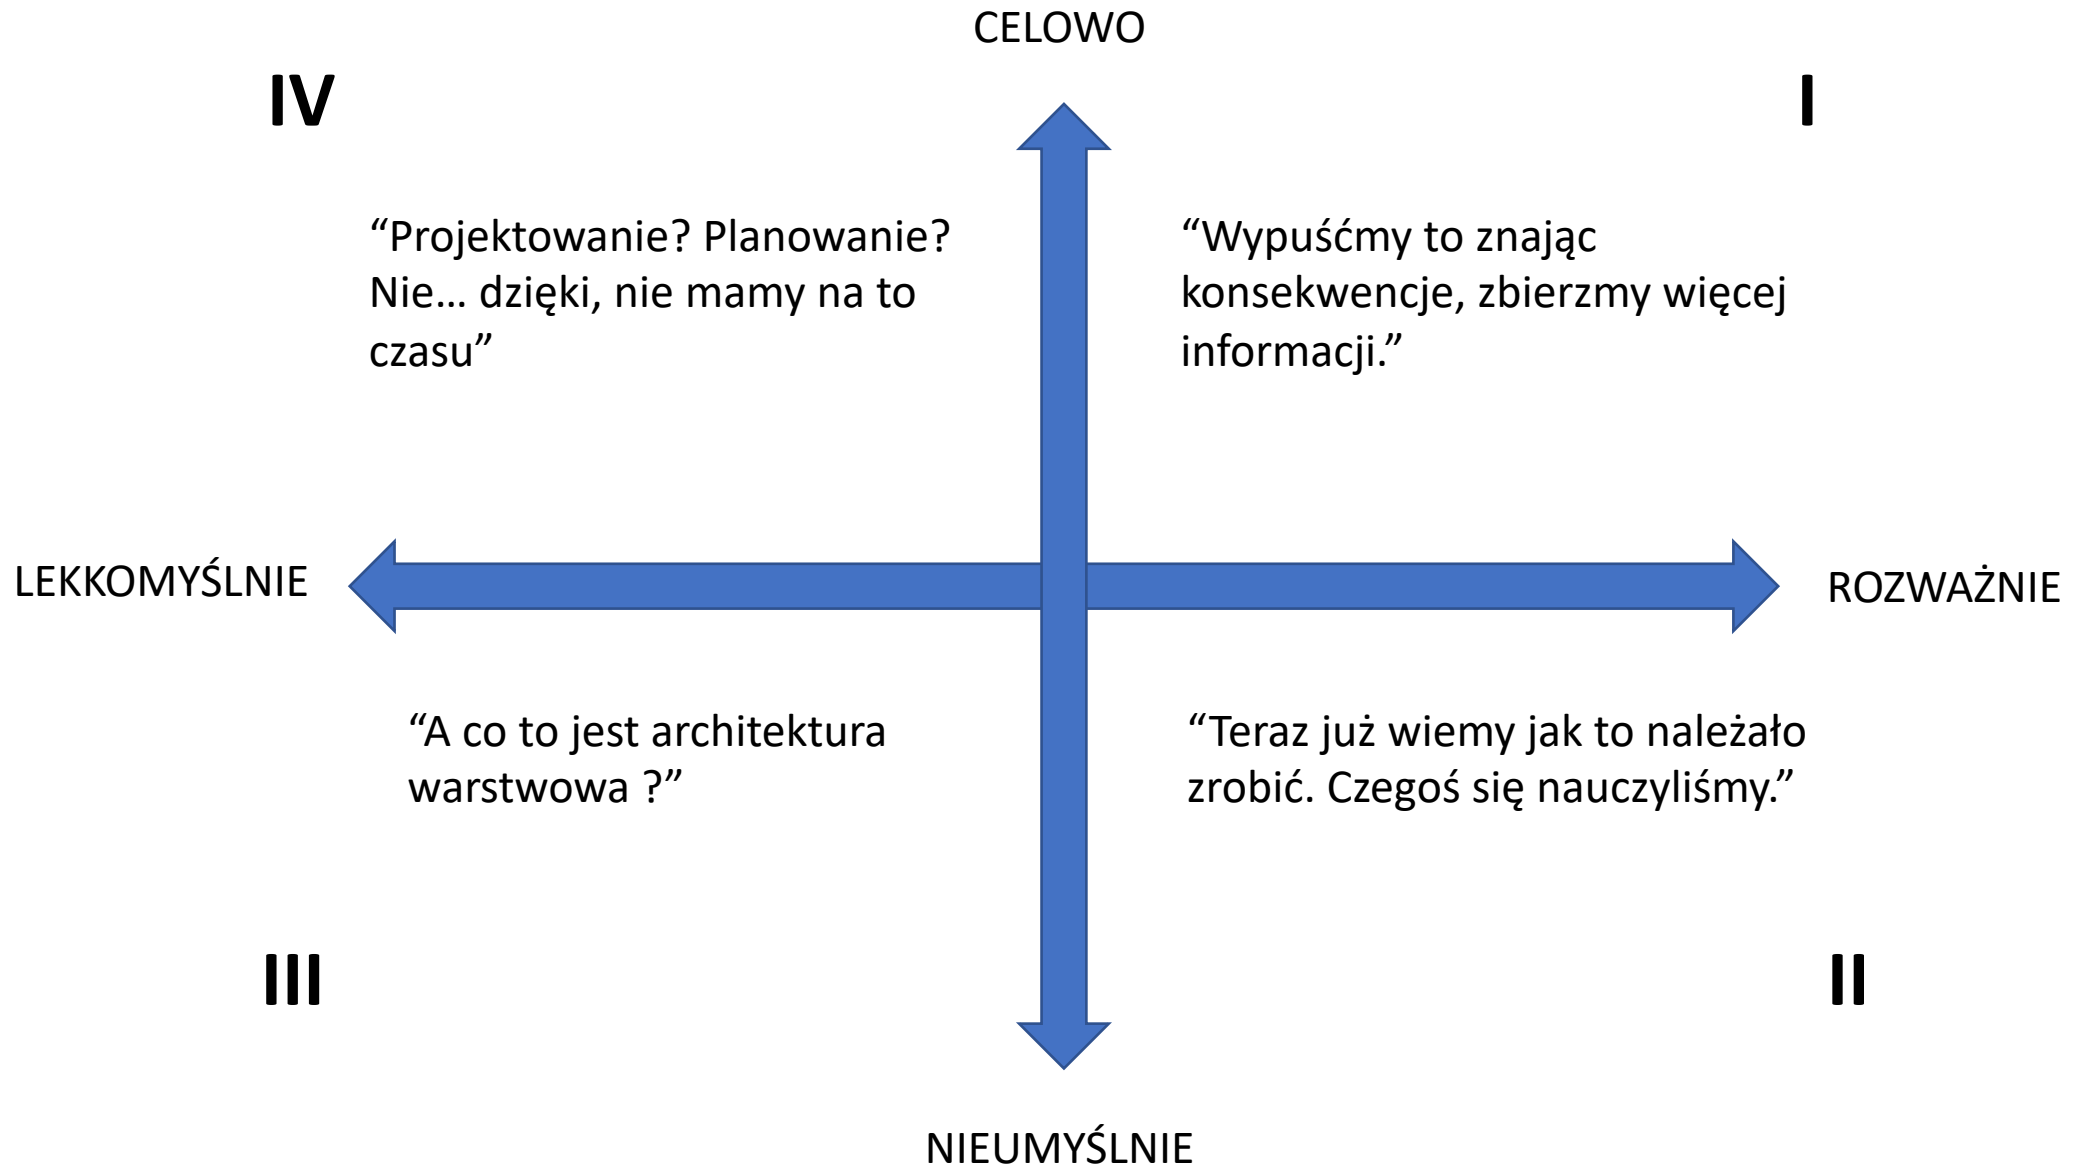 CELOWO
IV
I
“Projektowanie? Planowanie?
Nie… dzięki, nie mamy na to
czasu”
“Wypuśćmy to znając
konsekwencje, zbierzmy więcej
informacji.”
LEKKOMYŚLNIE
ROZWAŻNIE
“A co to jest architektura
warstwowa ?”
“Teraz już wiemy jak to należało
zrobić. Czegoś się nauczyliśmy.”
III
II
NIEUMYŚLNIE